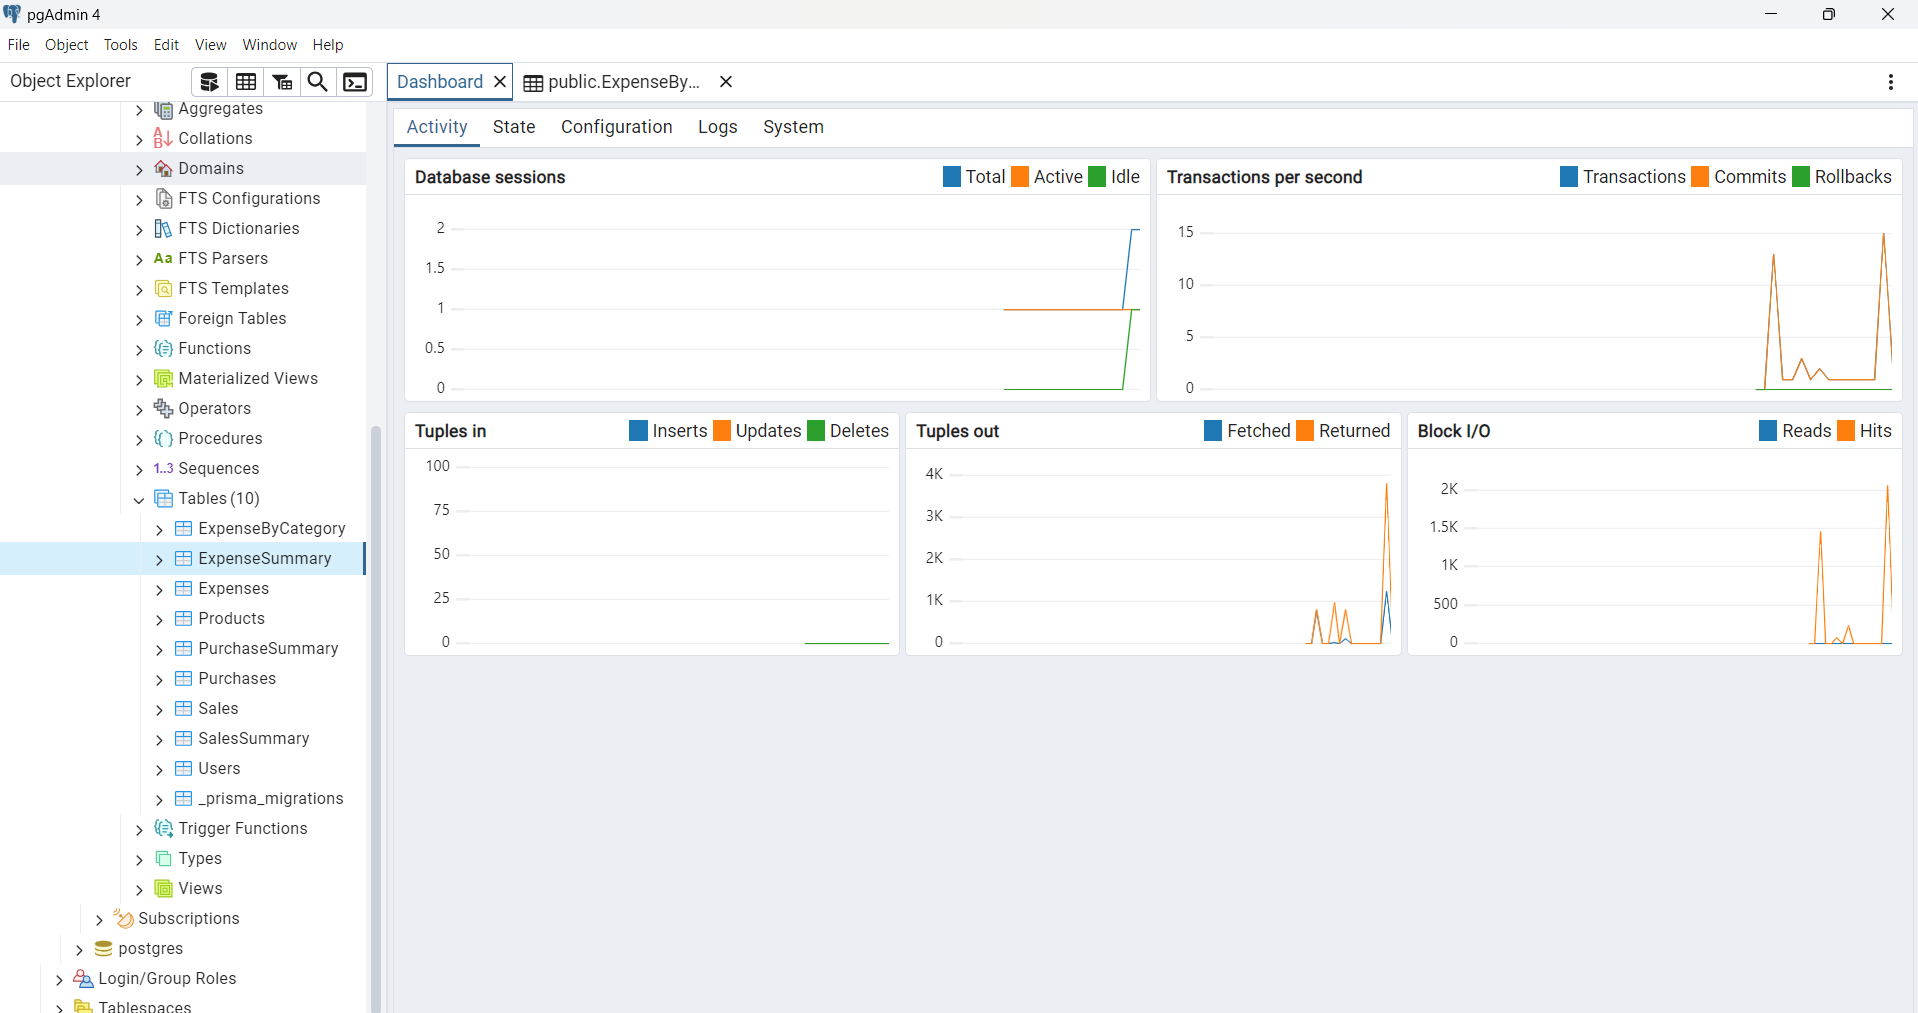 pgAdmin 4
File Object Tools Edit View Window Help
Object Explorer
Dashboard
public.ExpenseBy...
Activity State Configuration Logs System
Aggregates
Collations
Domains
FTS Configurations
FTS Dictionaries
Aa FTS Parsers
FTS Templates
Foreign Tables
Functions
Materialized Views
Operators
Procedures
1..3 Sequences
Tables (10)
ExpenseByCategory
ExpenseSummary
Expenses
Products
PurchaseSummary
Purchases
Sales
SalesSummary
Users
_prisma_migrations
Trigger Functions
Types
Views
Subscriptions
postgres
Login/Group Roles
Tablespaces
Database sessions
Total Active Idle
2
1.5
1
0.5
0
Transactions per second
Transactions Commits Rollbacks
15
10
5
0
Tuples in
Inserts Updates Deletes
100
75
50
25
0
Tuples out
Fetched Returned
4K
3K
2K
1K
0
Block I/O
Reads Hits
2K
1.5K
1K
500
0